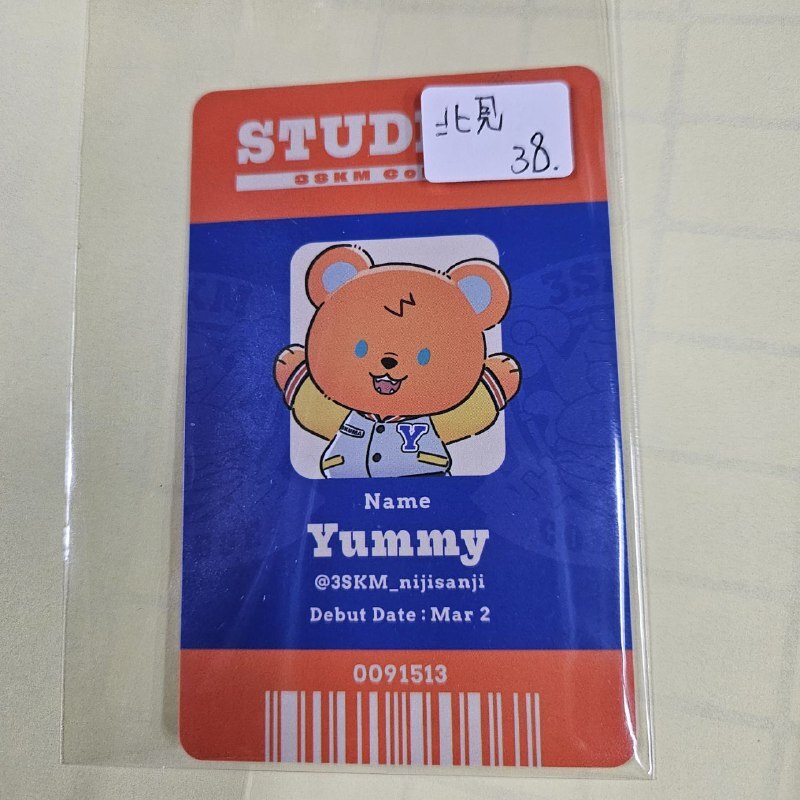 STUD
3SKM Co
北見
38.
Y
Name
Yummy
@3SKM_nijisanji
Debut Date : Mar 2
0091513